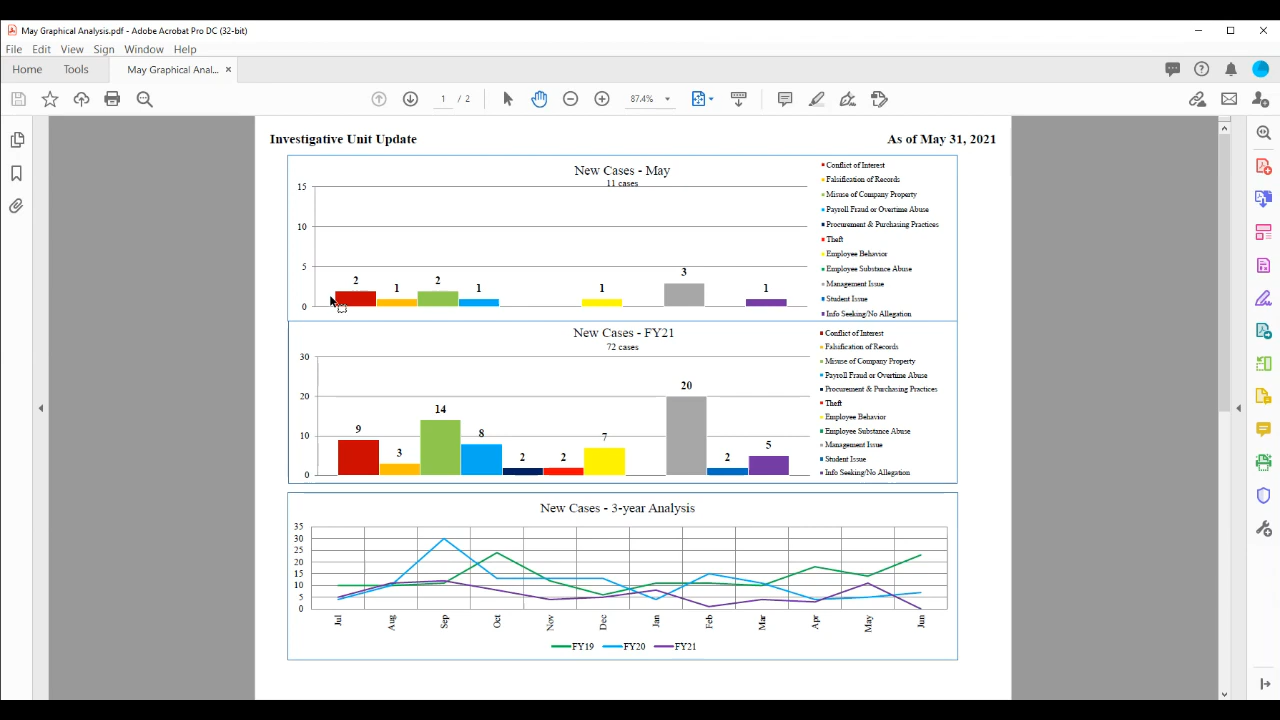 May Graphical Analysis.pdf - Adobe Acrobat Pro DC (32-bit)
File Edit View Sign Window Help
Home Tools May Graphical Anal... ×
1 / 2 87.4%
Investigative Unit Update As of May 31, 2021
New Cases - May
11 cases
15
10
5
0
2 1 2 1 1 3 1
Conflict of Interest
Falsification of Records
Misuse of Company Property
Payroll Fraud or Overtime Abuse
Procurement & Purchasing Practices
Theft
Employee Behavior
Employee Substance Abuse
Management Issue
Student Issue
Info Seeking/No Allegation
New Cases - FY21
72 cases
30
20
10
0
9 3 14 8 2 2 7 20 2 5
Conflict of Interest
Falsification of Records
Misuse of Company Property
Payroll Fraud or Overtime Abuse
Procurement & Purchasing Practices
Theft
Employee Behavior
Employee Substance Abuse
Management Issue
Student Issue
Info Seeking/No Allegation
New Cases - 3-year Analysis
35
30
25
20
15
10
5
0
Jul Aug Sep Oct Nov Dec Jan Feb Mar Apr May Jun
FY19 FY20 FY21